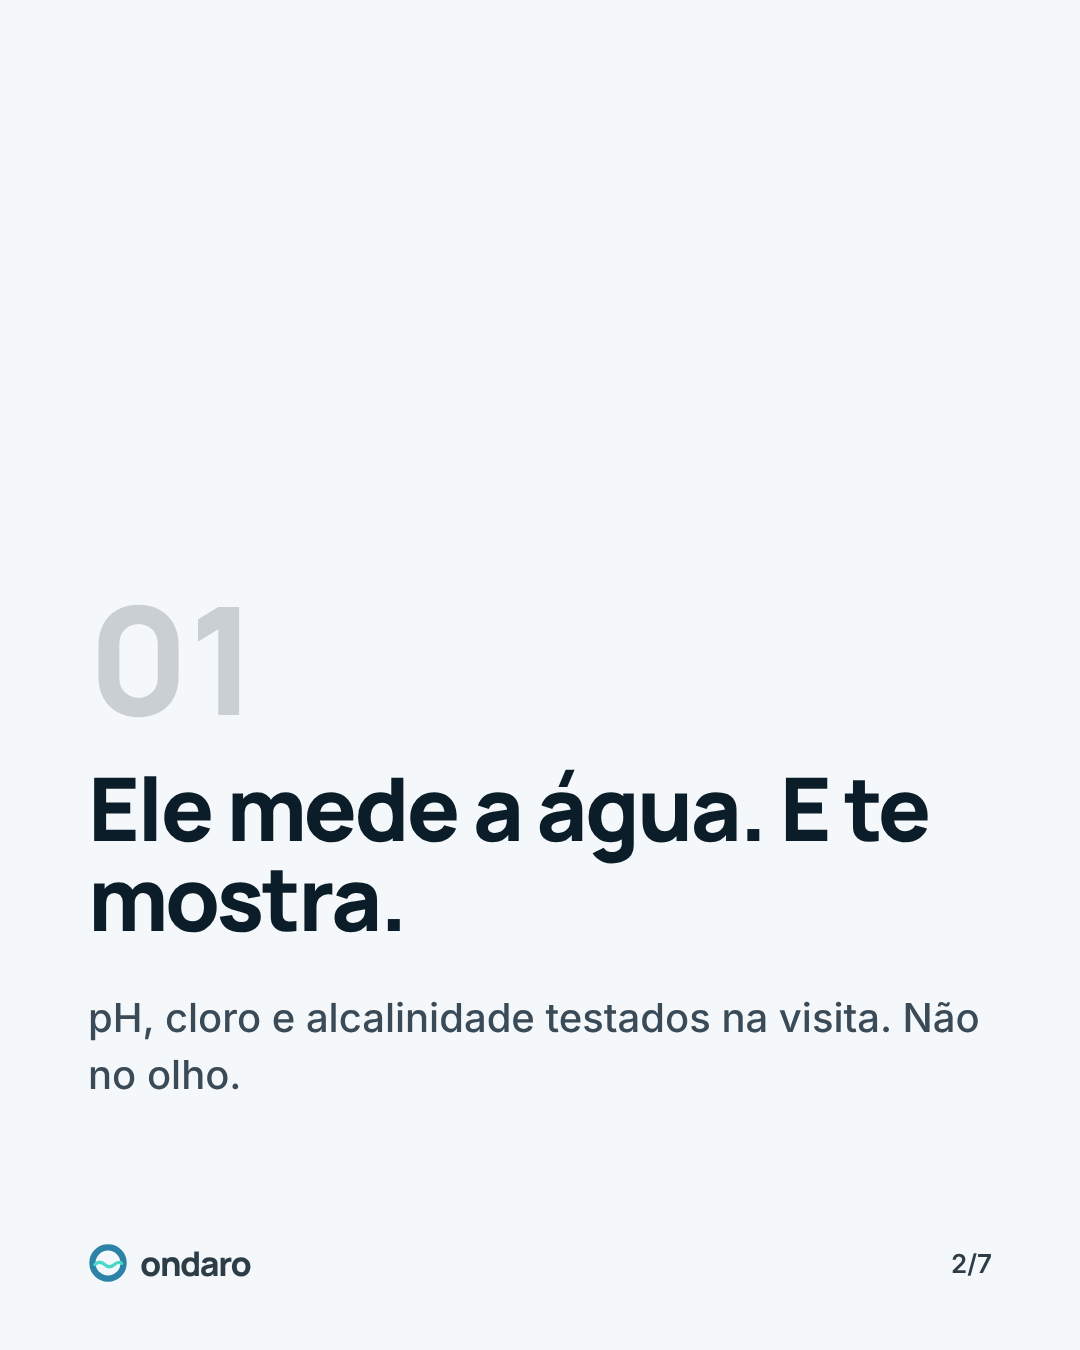 01
Ele mede a água. E te
mostra.
pH, cloro e alcalinidade testados na visita. Não
no olho.
ondaro
2/7